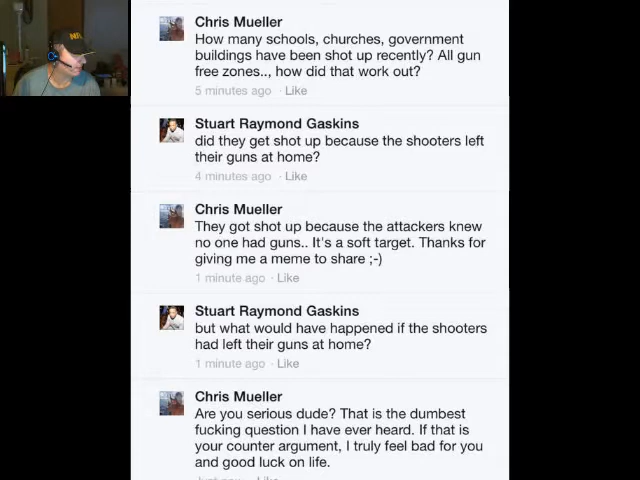 Chris Mueller
How many schools, churches, government
buildings have been shot up recently? All gun
free zones.., how did that work out?
5 minutes ago · Like
Stuart Raymond Gaskins
did they get shot up because the shooters left
their guns at home?
4 minutes ago · Like
Chris Mueller
They got shot up because the attackers knew
no one had guns.. It's a soft target. Thanks for
giving me a meme to share ;-)
1 minute ago · Like
Stuart Raymond Gaskins
but what would have happened if the shooters
had left their guns at home?
1 minute ago · Like
Chris Mueller
Are you serious dude? That is the dumbest
fucking question I have ever heard. If that is
your counter argument, I truly feel bad for you
and good luck on life.
Just now · Like